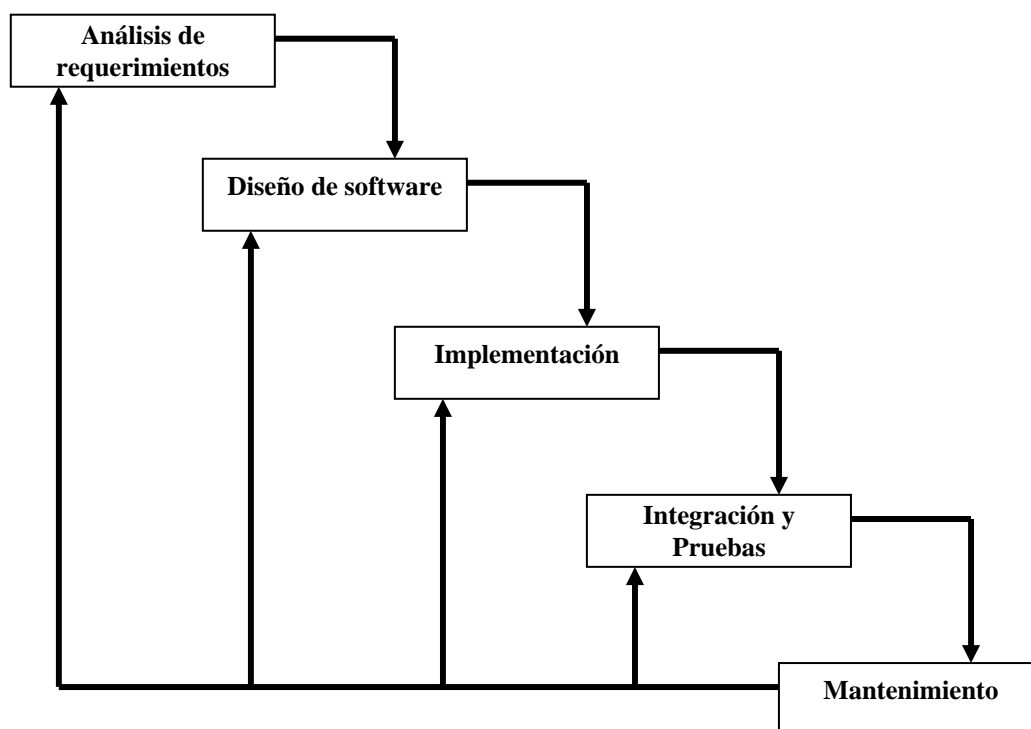 Análisis de
requerimientos
Diseño de software
Implementación
Integración y
Pruebas
Mantenimiento